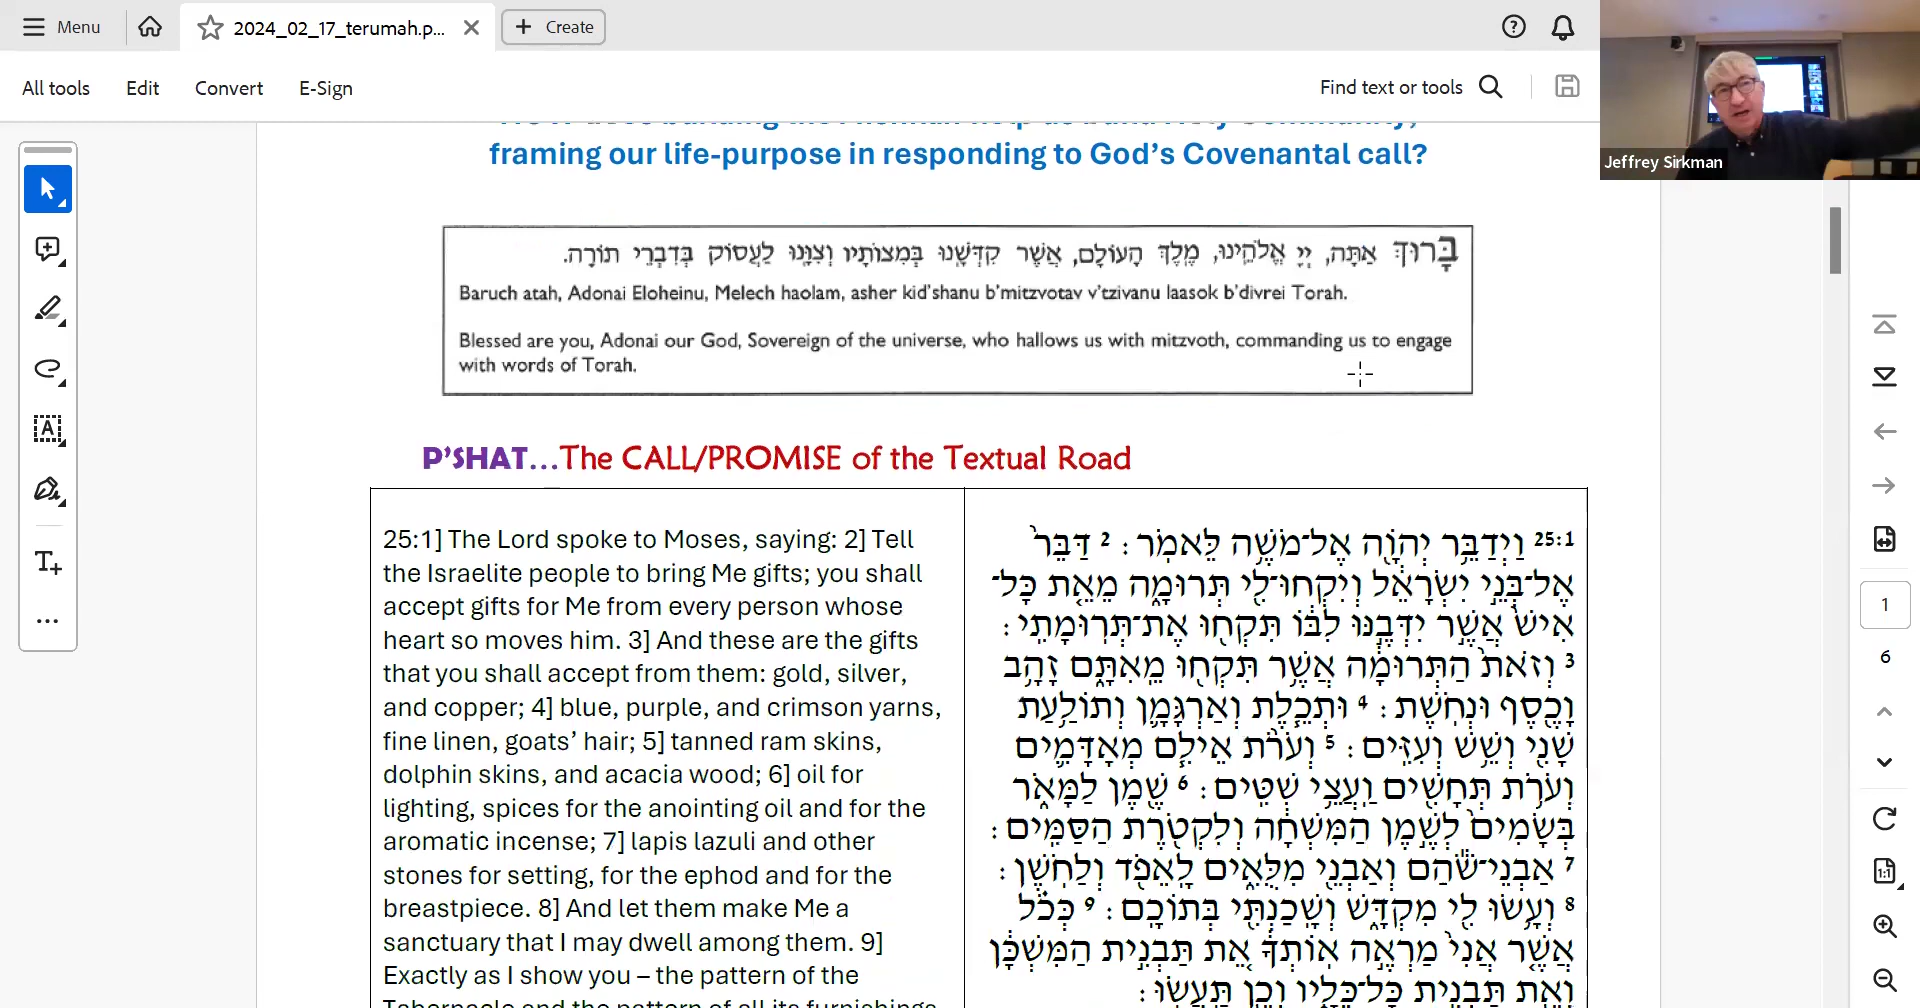 Menu
2024_02_17_terumah.p...
Create
All tools
Edit
Convert
E-Sign
Find text or tools
Jeffrey Sirkman
framing our life-purpose in responding to God's Covenantal call?
בָּרוּךְ אַתָּה, יְיָ אֱלֹהֵינוּ, מֶלֶךְ הָעוֹלָם, אֲשֶׁר קִדְּשָׁנוּ בְּמִצְוֹתָיו וְצִוָּנוּ לַעֲסוֹק בְּדִבְרֵי תוֹרָה.
Baruch atah, Adonai Eloheinu, Melech haolam, asher kid'shanu b'mitzvotav v'tzivanu laasok b'divrei Torah.
Blessed are you, Adonai our God, Sovereign of the universe, who hallows us with mitzvoth, commanding us to engage
with words of Torah.
P'SHAT...The CALL/PROMISE of the Textual Road
25:1] The Lord spoke to Moses, saying: 2] Tell
the Israelite people to bring Me gifts; you shall
accept gifts for Me from every person whose
heart so moves him. 3] And these are the gifts
that you shall accept from them: gold, silver,
and copper; 4] blue, purple, and crimson yarns,
fine linen, goats' hair; 5] tanned ram skins,
dolphin skins, and acacia wood; 6] oil for
lighting, spices for the anointing oil and for the
aromatic incense; 7] lapis lazuli and other
stones for setting, for the ephod and for the
breastpiece. 8] And let them make Me a
sanctuary that I may dwell among them. 9]
Exactly as I show you – the pattern of the
Tabernacle and the pattern of all its furnishings
25:1 וַיְדַבֵּ֥ר יְהוָ֖ה אֶל־מֹשֶׁ֥ה לֵּאמֹֽר׃ 2 דַּבֵּר֙
אֶל־בְּנֵ֣י יִשְׂרָאֵ֔ל וְיִקְחוּ־לִ֖י תְּרוּמָ֑ה מֵאֵ֤ת כָּל־
אִישׁ֙ אֲשֶׁ֣ר יִדְּבֶ֣נּוּ לִבּ֔וֹ תִּקְח֖וּ אֶת־תְּרוּמָתִֽי׃
3 וְזֹאת֙ הַתְּרוּמָ֔ה אֲשֶׁ֥ר תִּקְח֖וּ מֵאִתָּ֑ם זָהָ֥ב
וָכֶ֖סֶף וּנְחֹֽשֶׁת׃ 4 וּתְכֵ֧לֶת וְאַרְגָּמָ֛ן וְתוֹלַ֥עַת
שָׁנִ֖י וְשֵׁ֥שׁ וְעִזִּֽים׃ 5 וְעֹרֹ֨ת אֵילִ֧ם מְאָדָּמִ֛ים
וְעֹרֹ֥ת תְּחָשִׁ֖ים וַעֲצֵ֥י שִׁטִּֽים׃ 6 שֶׁ֖מֶן לַמָּאֹ֑ר
בְּשָׂמִים֙ לְשֶׁ֣מֶן הַמִּשְׁחָ֔ה וְלִקְטֹ֖רֶת הַסַּמִּֽים׃
7 אַבְנֵי־שֹׁ֕הַם וְאַבְנֵ֖י מִלֻּאִ֑ים לָאֵפֹ֖ד וְלַחֹֽשֶׁן׃
8 וְעָ֥שׂוּ לִ֖י מִקְדָּ֑שׁ וְשָׁכַנְתִּ֖י בְּתוֹכָֽם׃ 9 כְּכֹ֗ל
אֲשֶׁ֤ר אֲנִי֙ מַרְאֶ֣ה אוֹתְךָ֔ אֵ֚ת תַּבְנִ֣ית הַמִּשְׁכָּ֔ן
וְאֵ֖ת תַּבְנִ֣ית כָּל־כֵּלָ֑יו וְכֵ֖ן תַּעֲשֽׂוּ׃
1
6